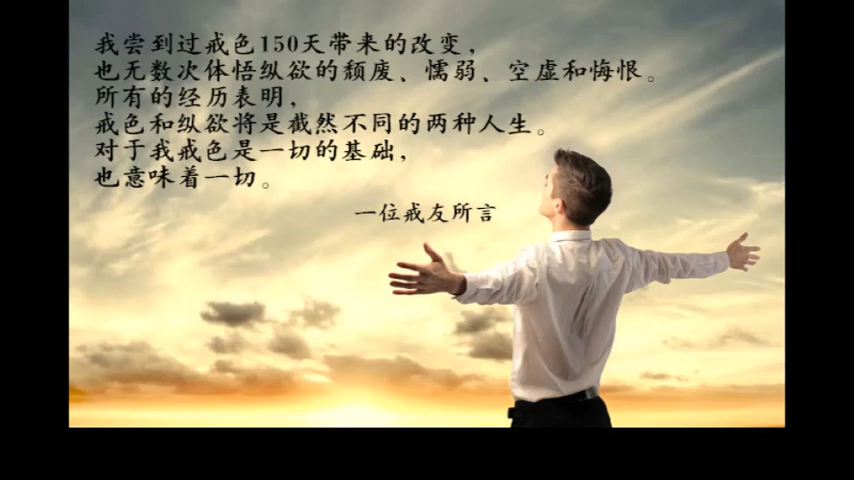 我尝到过戒色150天带来的改变，
也无数次体悟纵欲的颓废、懦弱、空虚和悔恨。
所有的经历表明，
戒色和纵欲将是截然不同的两种人生。
对于我戒色是一切的基础，
也意味着一切。
一位戒友所言